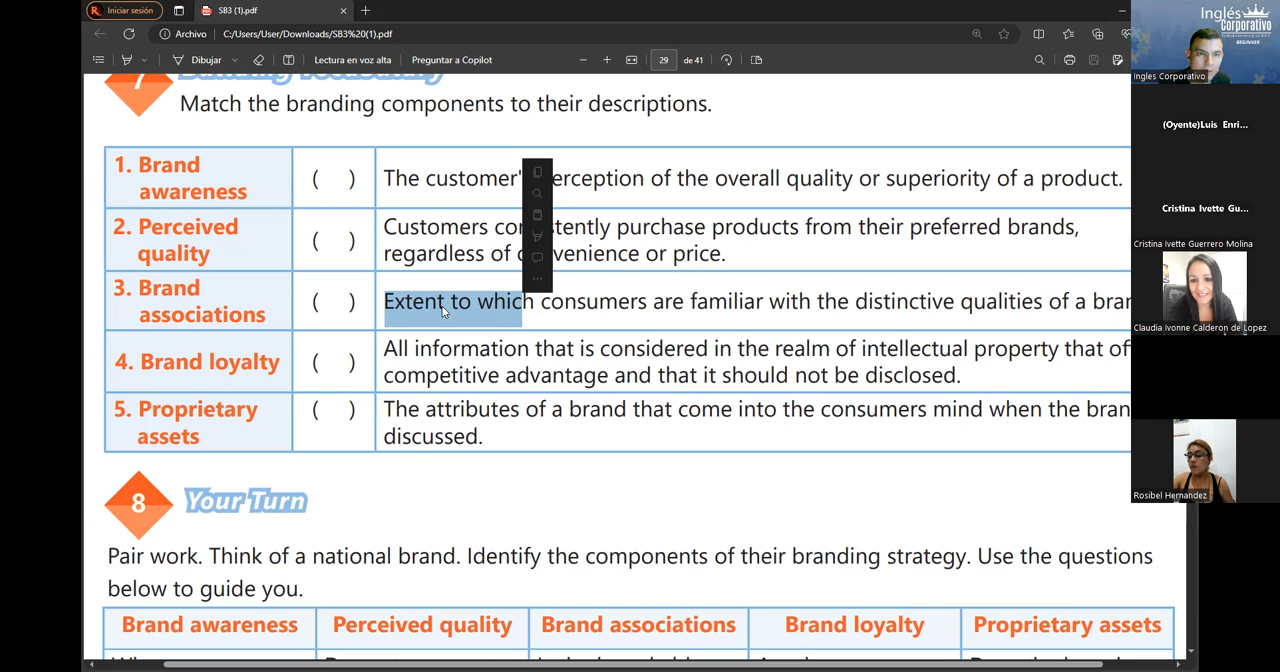 Iniciar sesión
SB3 (1).pdf
Archivo
C:/Users/User/Downloads/SB3%20(1).pdf
Dibujar
Lectura en voz alta
Preguntar a Copilot
29
de 41
Inglés
Corporativo
BEGINNER
Ingles Corporativo
(Oyente)Luis Enri...
Cristina Ivette Gu...
Cristina Ivette Guerrero Molina
Claudia Ivonne Calderon de Lopez
Rosibel Hernandez
7
Building Vocabulary
Match the branding components to their descriptions.
1. Brand
awareness
( )
The customer' erception of the overall quality or superiority of a product.
2. Perceived
quality
( )
Customers con stently purchase products from their preferred brands,
regardless of c venience or price.
3. Brand
associations
( )
Extent to which consumers are familiar with the distinctive qualities of a bran
4. Brand loyalty
( )
All information that is considered in the realm of intellectual property that of
competitive advantage and that it should not be disclosed.
5. Proprietary
assets
( )
The attributes of a brand that come into the consumers mind when the bran
discussed.
8
Your Turn
Pair work. Think of a national brand. Identify the components of their branding strategy. Use the questions
below to guide you.
Brand awareness
Perceived quality
Brand associations
Brand loyalty
Proprietary assets